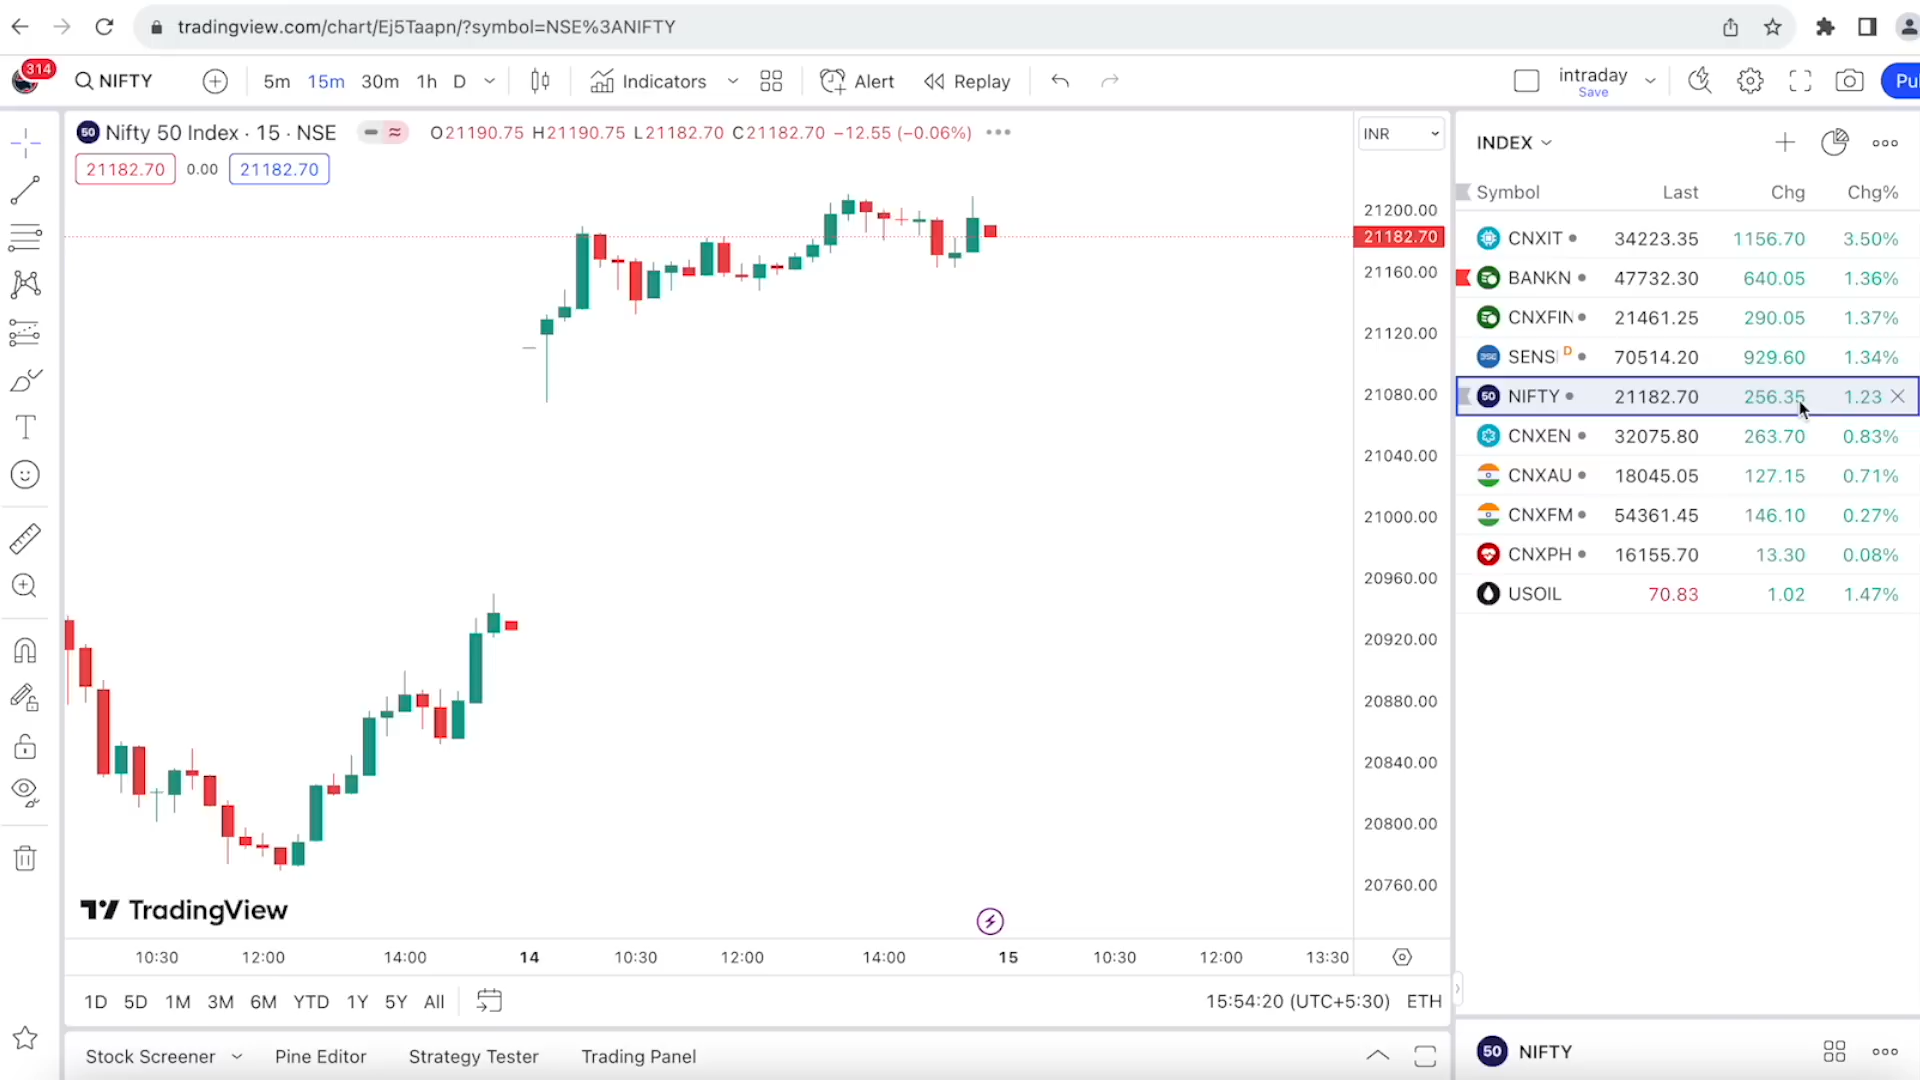 tradingview.com/chart/Ej5Taapn/?symbol=NSE%3ANIFTY
314
NIFTY 5m 15m 30m 1h D Indicators Alert Replay intraday
Save
Pu
50 Nifty 50 Index · 15 · NSE O21190.75 H21190.75 L21182.70 C21182.70 −12.55 (−0.06%)
21182.70 0.00 21182.70
INR
21200.00
21182.70
21160.00
21120.00
21080.00
21040.00
21000.00
20960.00
20920.00
20880.00
20840.00
20800.00
20760.00
TradingView
10:30 12:00 14:00 14 10:30 12:00 14:00 15 10:30 12:00 13:30
1D 5D 1M 3M 6M YTD 1Y 5Y All 15:54:20 (UTC+5:30) ETH
Stock Screener Pine Editor Strategy Tester Trading Panel
INDEX
Symbol Last Chg Chg%
CNXIT 34223.35 1156.70 3.50%
BANKN 47732.30 640.05 1.36%
CNXFIN 21461.25 290.05 1.37%
SENS D 70514.20 929.60 1.34%
50 NIFTY 21182.70 256.35 1.23
CNXEN 32075.80 263.70 0.83%
CNXAU 18045.05 127.15 0.71%
CNXFM 54361.45 146.10 0.27%
CNXPH 16155.70 13.30 0.08%
USOIL 70.83 1.02 1.47%
50 NIFTY